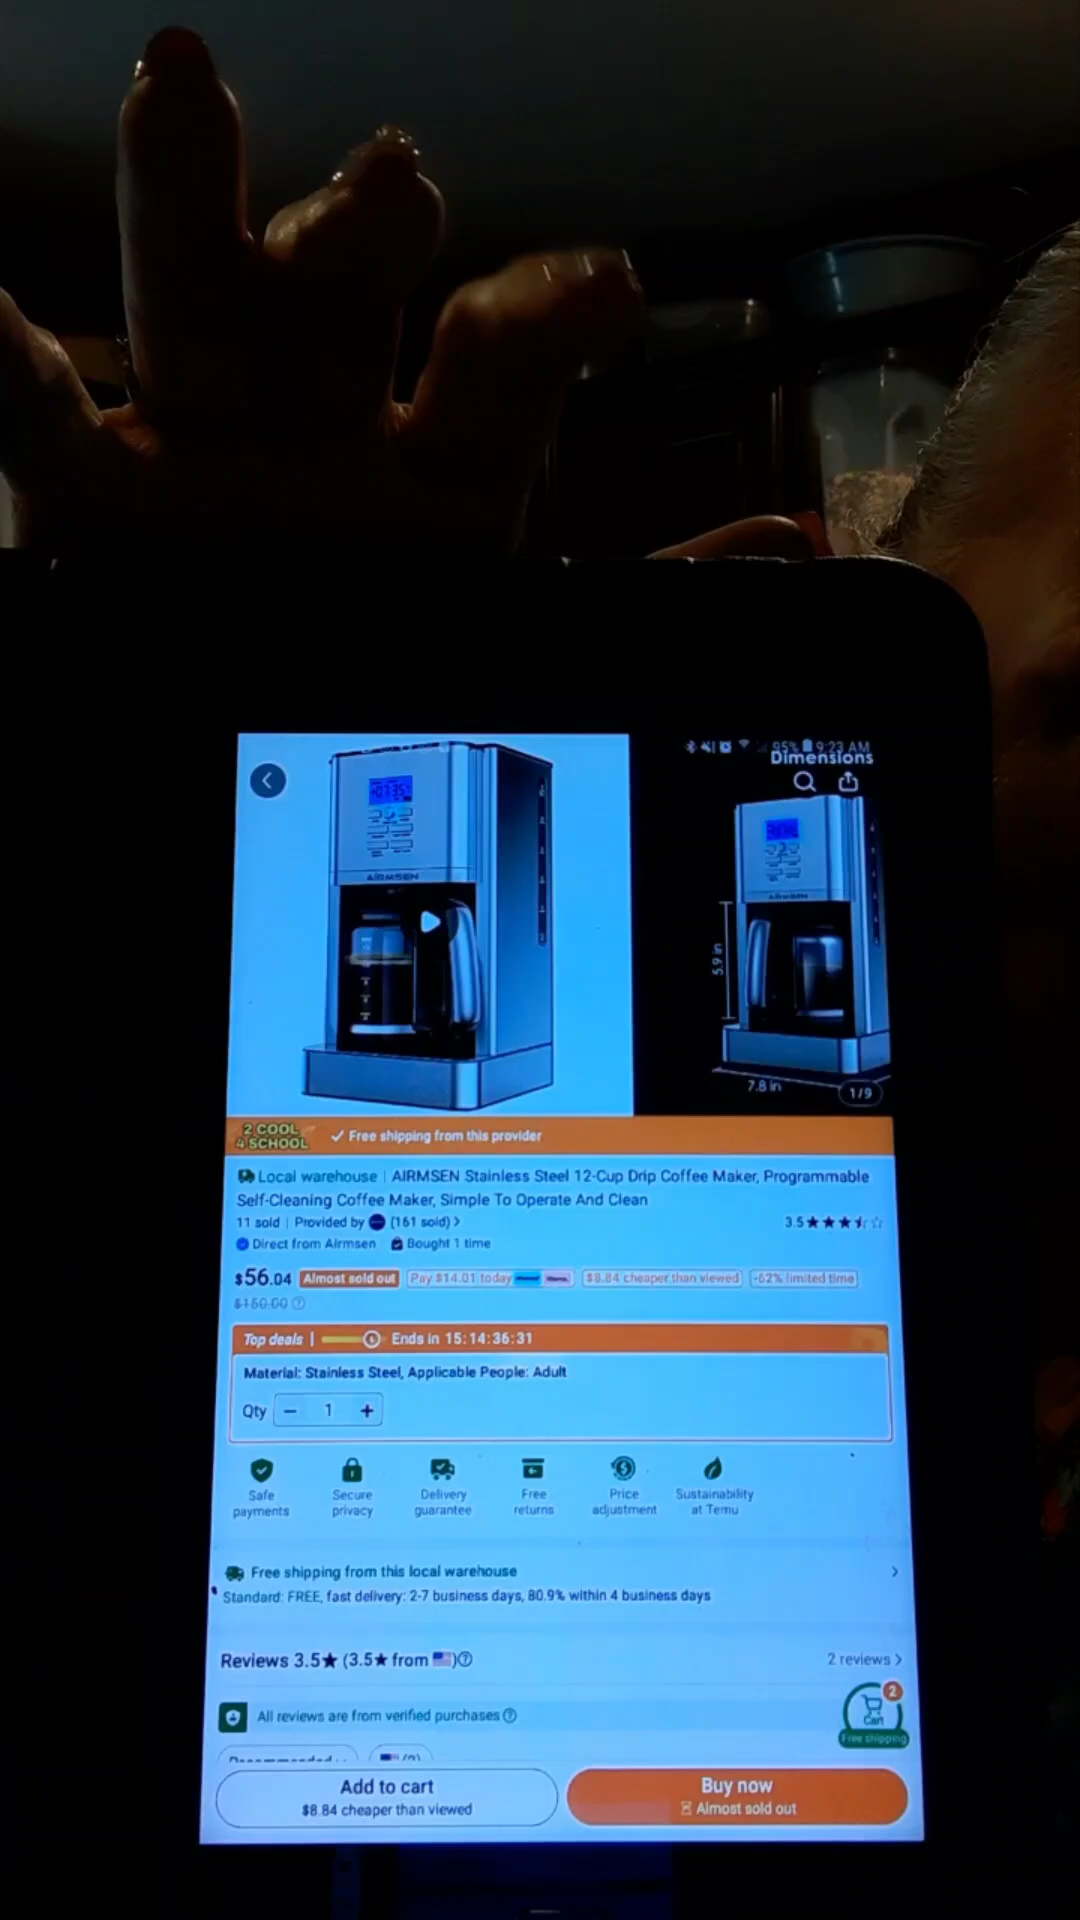 95% 9:23 AM
Dimensions
AIRMSEN
5.9 in
7.8 in
1/9
2 COOL
4 SCHOOL
Free shipping from this provider
Local warehouse | AIRMSEN Stainless Steel 12-Cup Drip Coffee Maker, Programmable
Self-Cleaning Coffee Maker, Simple To Operate And Clean
11 sold | Provided by (161 sold) >
3.5
Direct from Airmsen Bought 1 time
$56.04 Almost sold out Pay $14.01 today $8.84 cheaper than viewed -62% limited time
$150.00
Top deals | Ends in 15:14:36:31
Material: Stainless Steel, Applicable People: Adult
Qty − 1 +
Safe payments
Secure privacy
Delivery guarantee
Free returns
Price adjustment
Sustainability at Temu
Free shipping from this local warehouse >
Standard: FREE, fast delivery: 2-7 business days, 80.9% within 4 business days
Reviews 3.5★ (3.5★ from )
2 reviews >
2
Cart
Free shipping
All reviews are from verified purchases
Add to cart
$8.84 cheaper than viewed
Buy now
Almost sold out